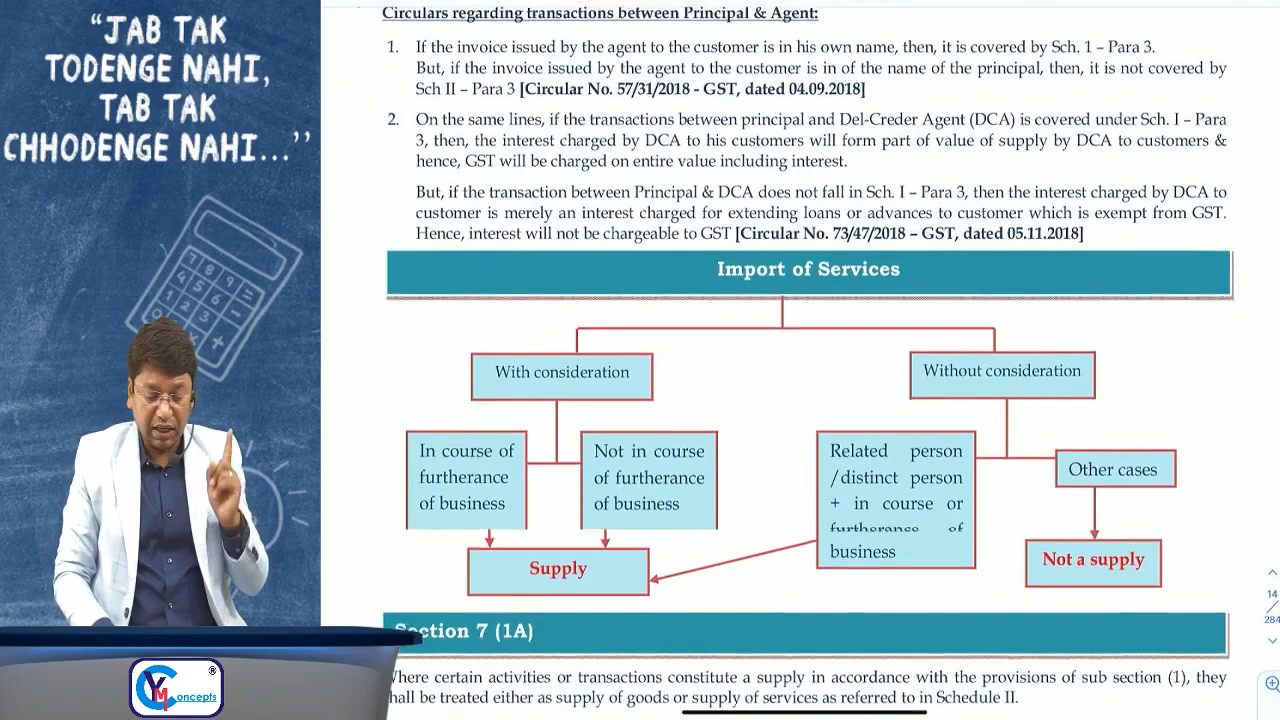 “JAB TAK
TODENGE NAHI,
TAB TAK
CHHODENGE NAHI...’’
Circulars regarding transactions between Principal & Agent:
1. If the invoice issued by the agent to the customer is in his own name, then, it is covered by Sch. 1 – Para 3.
But, if the invoice issued by the agent to the customer is in of the name of the principal, then, it is not covered by
Sch II – Para 3 [Circular No. 57/31/2018 - GST, dated 04.09.2018]
2. On the same lines, if the transactions between principal and Del-Creder Agent (DCA) is covered under Sch. I – Para
3, then, the interest charged by DCA to his customers will form part of value of supply by DCA to customers &
hence, GST will be charged on entire value including interest.
But, if the transaction between Principal & DCA does not fall in Sch. I – Para 3, then the interest charged by DCA to
customer is merely an interest charged for extending loans or advances to customer which is exempt from GST.
Hence, interest will not be chargeable to GST [Circular No. 73/47/2018 – GST, dated 05.11.2018]
Import of Services
With consideration
Without consideration
In course of
furtherance
of business
Not in course
of furtherance
of business
Related person
/distinct person
+ in course or
furtherance of
business
Other cases
Supply
Not a supply
Section 7 (1A)
Where certain activities or transactions constitute a supply in accordance with the provisions of sub section (1), they
shall be treated either as supply of goods or supply of services as referred to in Schedule II.
14
/
284
YM Concepts ®